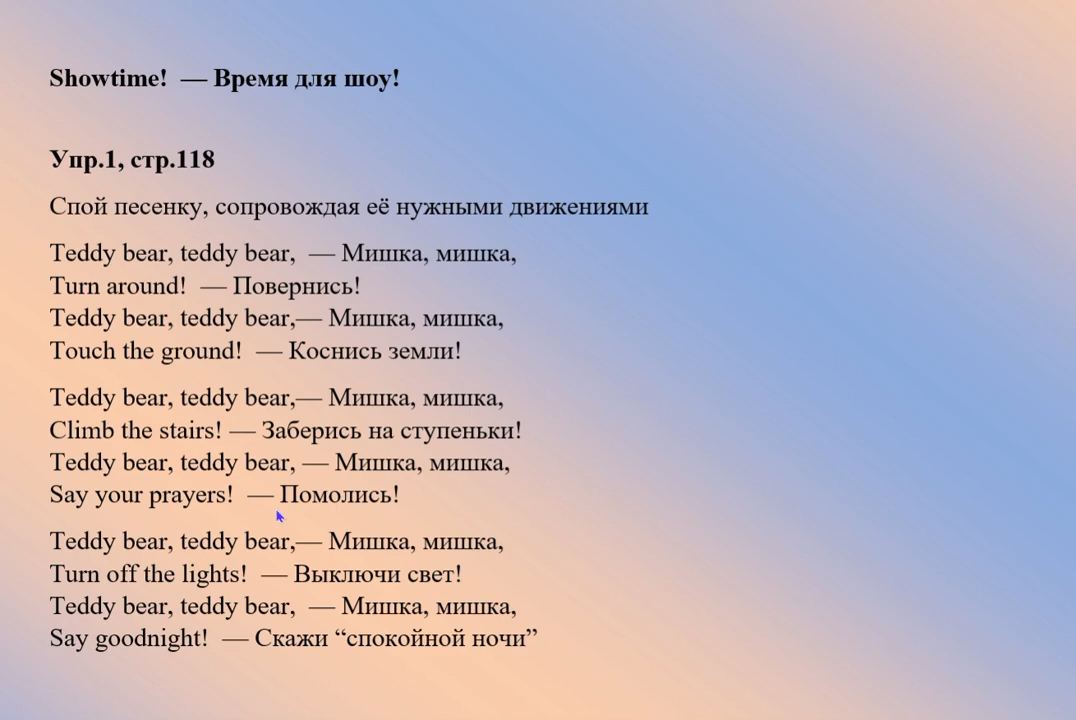 Showtime!  — Время для шоу!
Упр.1, стр.118
Спой песенку, сопровождая её нужными движениями
Teddy bear, teddy bear,  — Мишка, мишка,
Turn around!  — Повернись!
Teddy bear, teddy bear,— Мишка, мишка,
Touch the ground!  — Коснись земли!
Teddy bear, teddy bear,— Мишка, мишка,
Climb the stairs! — Заберись на ступеньки!
Teddy bear, teddy bear, — Мишка, мишка,
Say your prayers!  — Помолись!
Teddy bear, teddy bear,— Мишка, мишка,
Turn off the lights!  — Выключи свет!
Teddy bear, teddy bear,  — Мишка, мишка,
Say goodnight!  — Скажи “спокойной ночи”